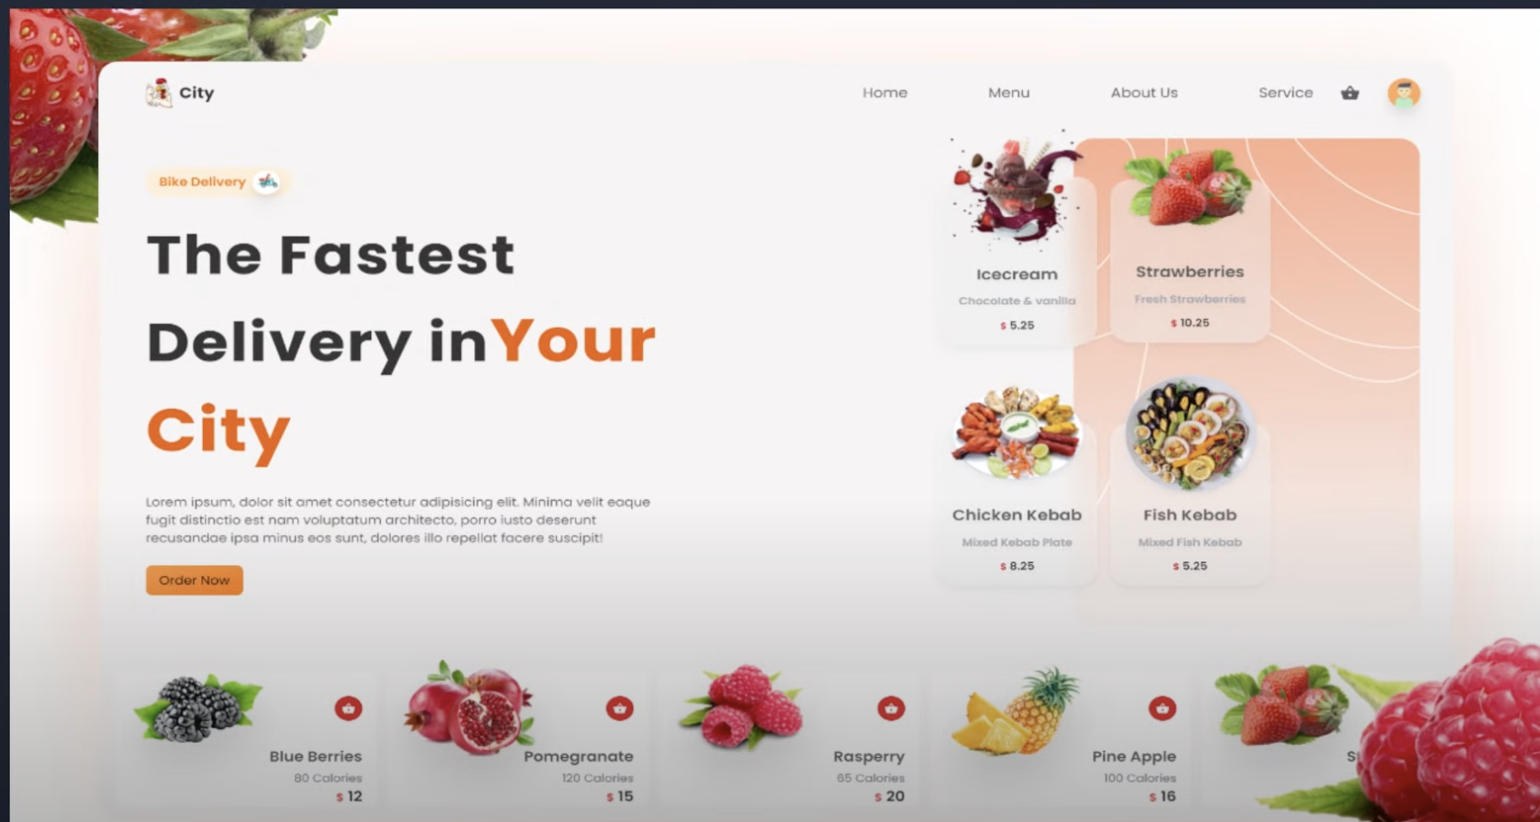 City
Home
Menu
About Us
Service
Bike Delivery
The Fastest
Delivery in Your
City
Lorem ipsum, dolor sit amet consectetur adipisicing elit. Minima velit eaque
fugit distinctio est nam voluptatum architecto, porro iusto deserunt
recusandae ipsa minus eos sunt, dolores illo repellat facere suscipit!
Order Now
Icecream
Chocolate & vanilla
$ 5.25
Strawberries
Fresh Strawberries
$ 10.25
Chicken Kebab
Mixed Kebab Plate
$ 8.25
Fish Kebab
Mixed Fish Kebab
$ 5.25
Blue Berries
80 Calories
$ 12
Pomegranate
120 Calories
$ 15
Rasperry
65 Calories
$ 20
Pine Apple
100 Calories
$ 16